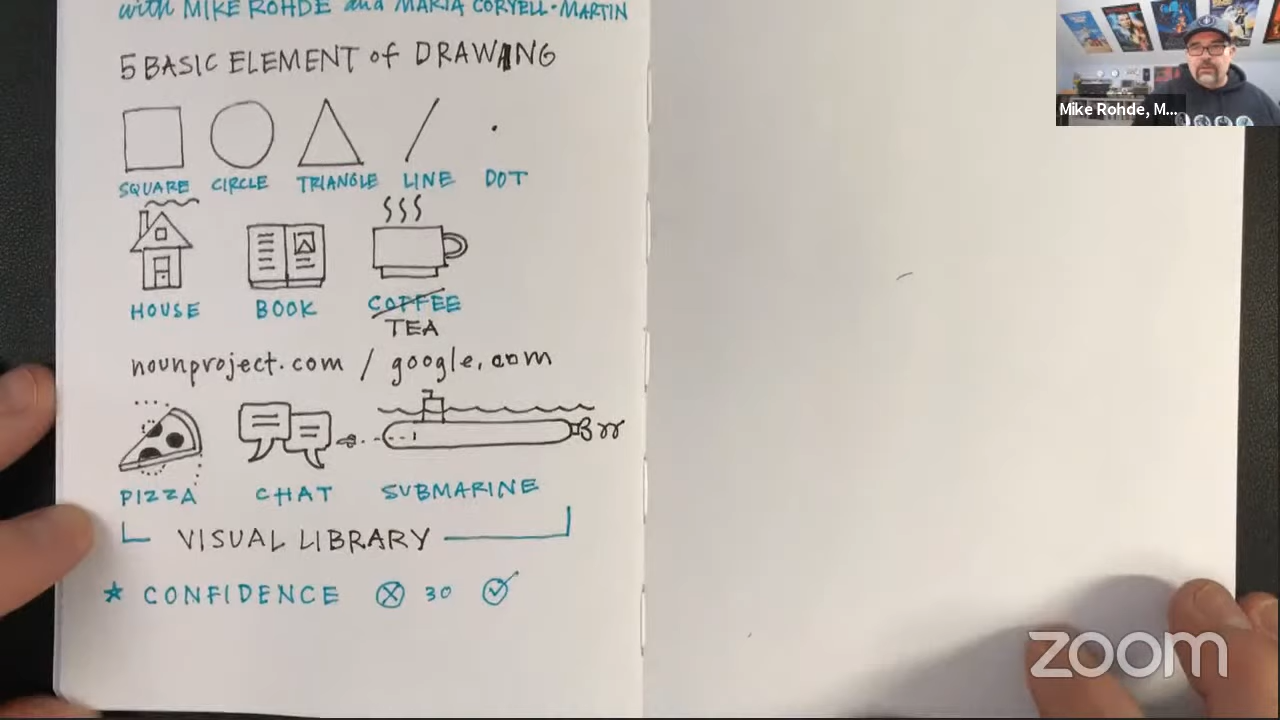 with MIKE ROHDE and MARIA CORYELL-MARTIN
5 BASIC ELEMENT of DRAWING
SQUARE CIRCLE TRIANGLE LINE DOT
HOUSE BOOK COFFEE
TEA
nounproject.com / google.com
PIZZA CHAT SUBMARINE
VISUAL LIBRARY
★ CONFIDENCE 30
Mike Rohde, M...
zoom